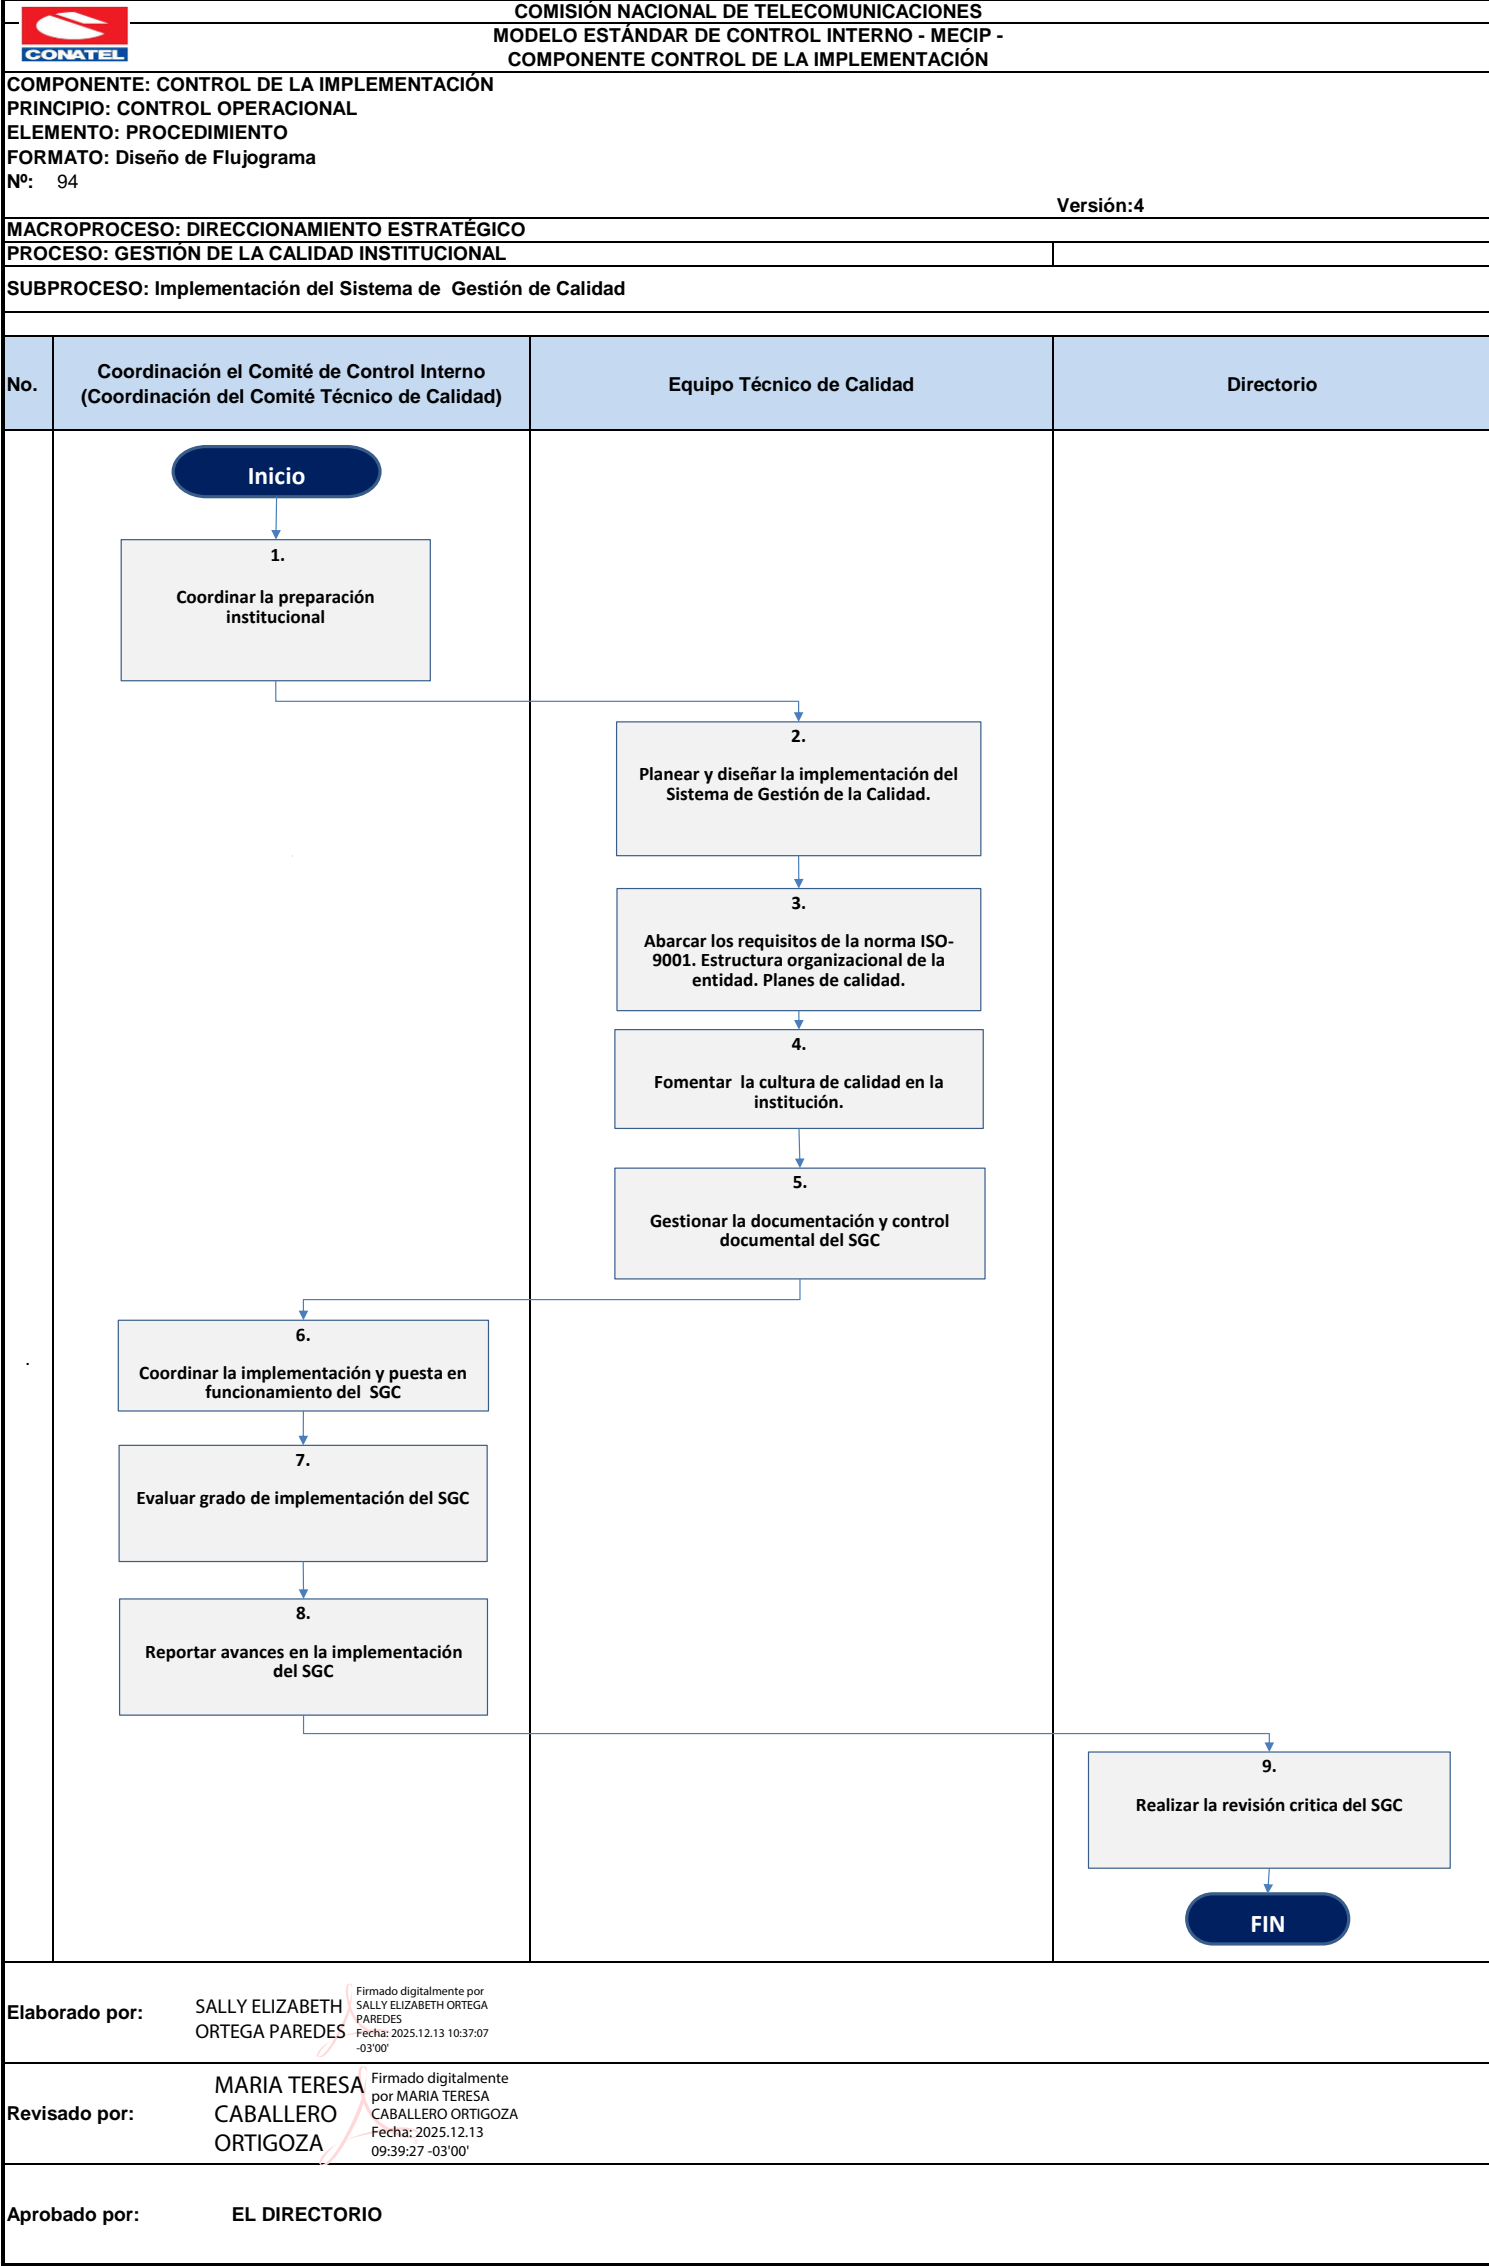 CONATEL
COMISIÓN NACIONAL DE TELECOMUNICACIONES
MODELO ESTÁNDAR DE CONTROL INTERNO - MECIP -
COMPONENTE CONTROL DE LA IMPLEMENTACIÓN
COMPONENTE: CONTROL DE LA IMPLEMENTACIÓN
PRINCIPIO: CONTROL OPERACIONAL
ELEMENTO: PROCEDIMIENTO
FORMATO: Diseño de Flujograma
Nº: 94
Versión:4
MACROPROCESO: DIRECCIONAMIENTO ESTRATÉGICO
PROCESO: GESTIÓN DE LA CALIDAD INSTITUCIONAL
SUBPROCESO: Implementación del Sistema de Gestión de Calidad
No.
Coordinación el Comité de Control Interno
(Coordinación del Comité Técnico de Calidad)
Equipo Técnico de Calidad
Directorio
Inicio
1.
Coordinar la preparación
institucional
2.
Planear y diseñar la implementación del
Sistema de Gestión de la Calidad.
3.
Abarcar los requisitos de la norma ISO-
9001. Estructura organizacional de la
entidad. Planes de calidad.
4.
Fomentar la cultura de calidad en la
institución.
5.
Gestionar la documentación y control
documental del SGC
6.
Coordinar la implementación y puesta en
funcionamiento del SGC
.
7.
Evaluar grado de implementación del SGC
8.
Reportar avances en la implementación
del SGC
9.
Realizar la revisión critica del SGC
FIN
Elaborado por:
SALLY ELIZABETH
ORTEGA PAREDES
Firmado digitalmente por
SALLY ELIZABETH ORTEGA
PAREDES
Fecha: 2025.12.13 10:37:07
-03'00'
Revisado por:
MARIA TERESA
CABALLERO
ORTIGOZA
Firmado digitalmente
por MARIA TERESA
CABALLERO ORTIGOZA
Fecha: 2025.12.13
09:39:27 -03'00'
Aprobado por:
EL DIRECTORIO